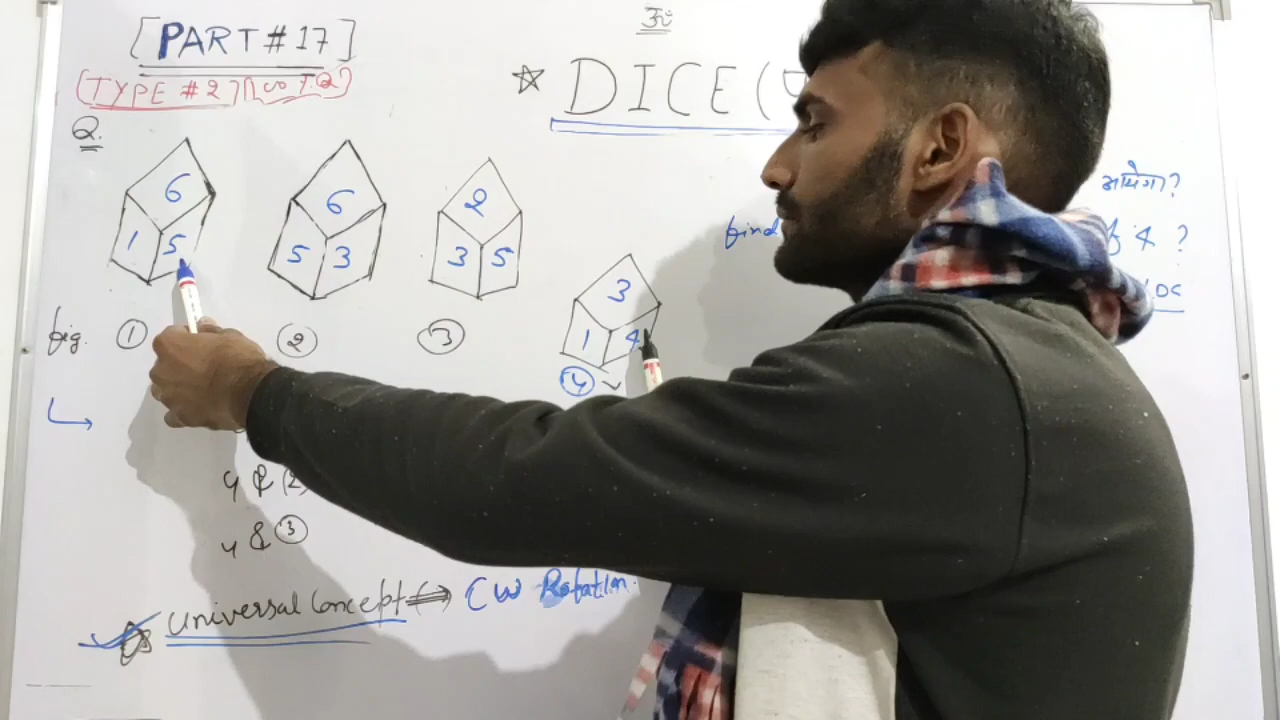 [PART # 17]
ॐ
(TYPE # 2)
☆ DICE (
Q.
6
1 5
6
5 3
2
3 5
3
1 4
find
4 ?
fig. ① ② ③
④
4 & (2)
4 & ③
Universal Concept ⇔ CW Rotation.